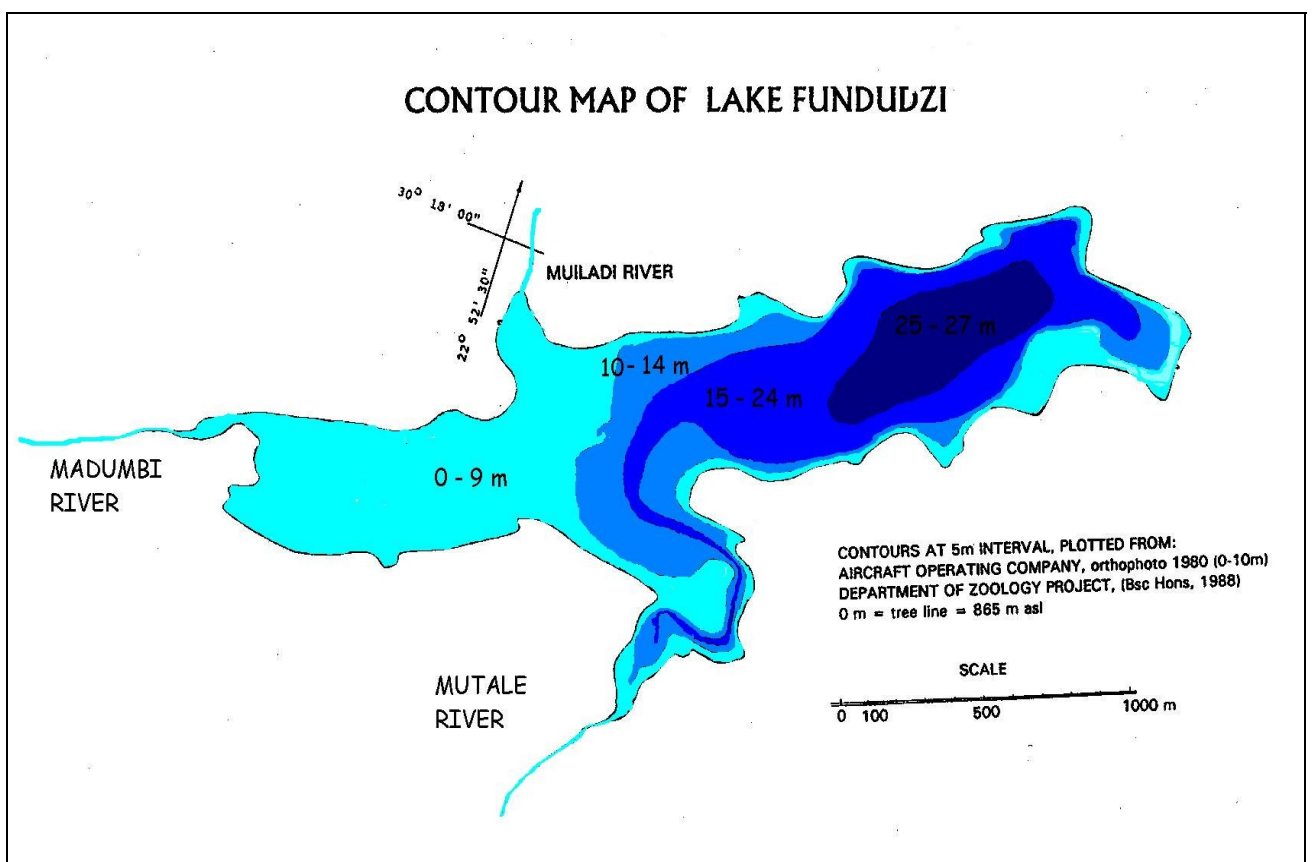 CONTOUR MAP OF LAKE FUNDUDZI
30° 18' 00"
22° 52' 30"
MUILADI RIVER
25 - 27 m
10 - 14 m
15 - 24 m
0 - 9 m
MADUMBI
RIVER
CONTOURS AT 5m INTERVAL, PLOTTED FROM:
AIRCRAFT OPERATING COMPANY, orthophoto 1980 (0-10m)
DEPARTMENT OF ZOOLOGY PROJECT, (Bsc Hons, 1988)
0 m = tree line = 865 m asl
MUTALE
RIVER
SCALE
0 100 500 1000 m